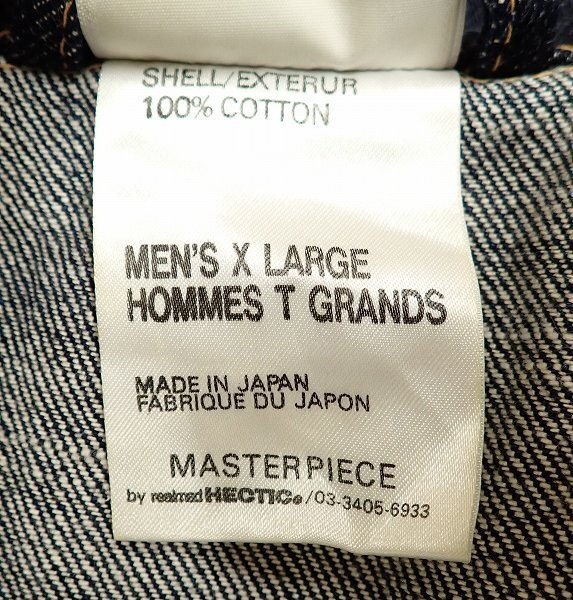 SHELL/EXTERUR
100% COTTON
MEN'S X LARGE
HOMMES T GRANDS
MADE IN JAPAN
FABRIQUE DU JAPON
MASTERPIECE
by realmad HECTIC /03-3405-6933